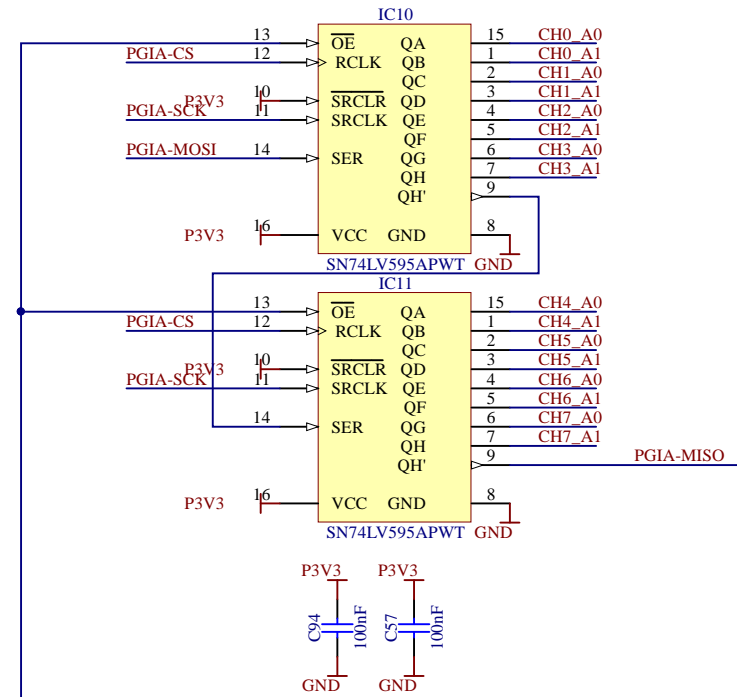 IC10
13 OE QA 15 CH0_A0
PGIA-CS 12 RCLK QB 1 CH0_A1
QC 2 CH1_A0
P3V3 10 SRCLR QD 3 CH1_A1
PGIA-SCK 11 SRCLK QE 4 CH2_A0
QF 5 CH2_A1
PGIA-MOSI 14 SER QG 6 CH3_A0
QH 7 CH3_A1
QH' 9
P3V3 16 VCC GND 8
SN74LV595APWT GND
IC11
13 OE QA 15 CH4_A0
PGIA-CS 12 RCLK QB 1 CH4_A1
QC 2 CH5_A0
P3V3 10 SRCLR QD 3 CH5_A1
PGIA-SCK 11 SRCLK QE 4 CH6_A0
QF 5 CH6_A1
14 SER QG 6 CH7_A0
QH 7 CH7_A1
QH' 9 PGIA-MISO
P3V3 16 VCC GND 8
SN74LV595APWT GND
P3V3 P3V3
C94 100nF C57 100nF
GND GND